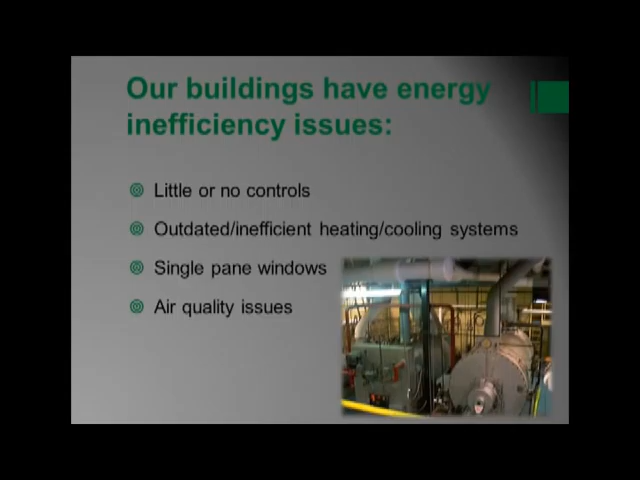 Our buildings have energy
inefficiency issues:
Little or no controls
Outdated/inefficient heating/cooling systems
Single pane windows
Air quality issues